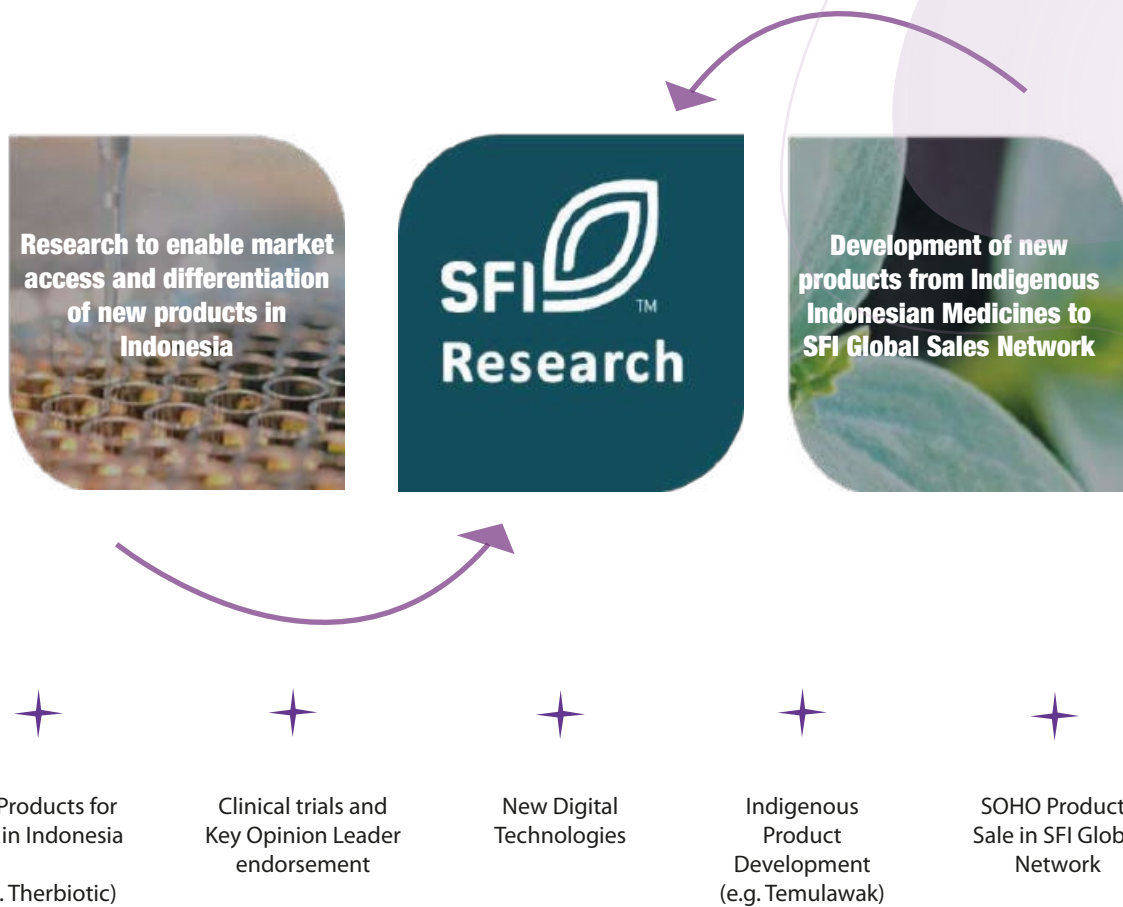 Research to enable market
access and differentiation
of new products in
Indonesia
SFI
TM
Research
Development of new
products from Indigenous
Indonesian Medicines to
SFI Global Sales Network
Products for
in Indonesia
. Therbiotic)
Clinical trials and
Key Opinion Leader
endorsement
New Digital
Technologies
Indigenous
Product
Development
(e.g. Temulawak)
SOHO Product
Sale in SFI Glob
Network